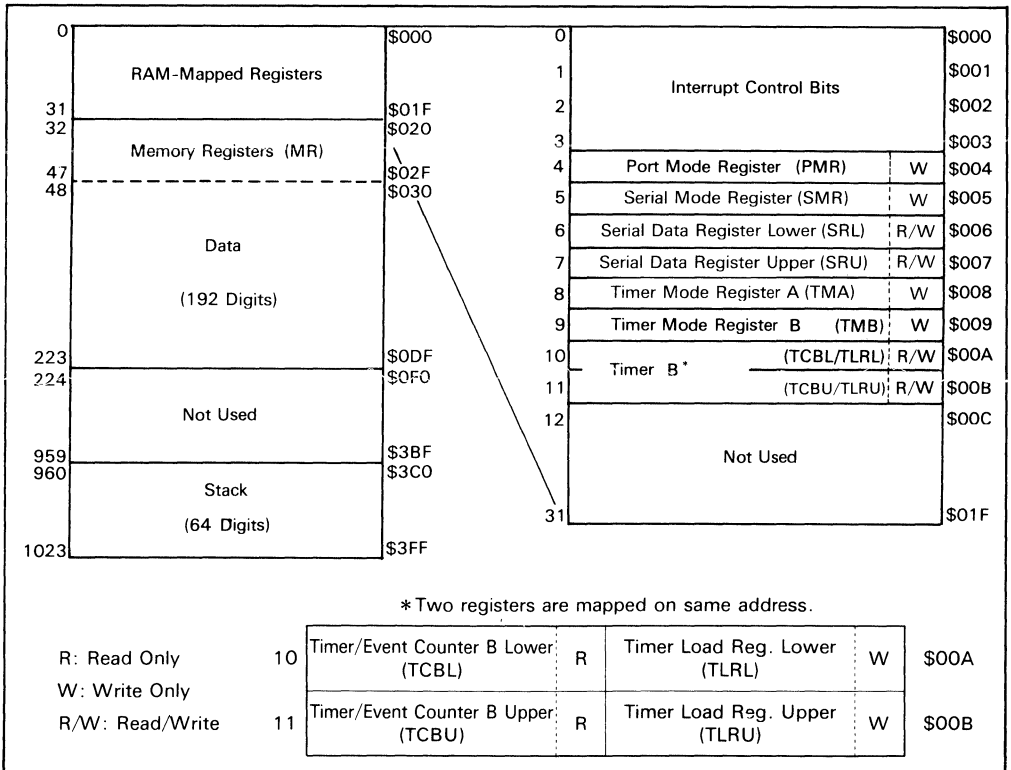 0 $000
RAM-Mapped Registers
31 $01F
32 $020
Memory Registers (MR)
47 $02F
48 $030
Data
(192 Digits)
223 $0DF
224 $0F0
Not Used
959 $3BF
960 $3C0
Stack
(64 Digits)
1023 $3FF
0 $000
1 $001
Interrupt Control Bits
2 $002
3 $003
4 Port Mode Register (PMR) W $004
5 Serial Mode Register (SMR) W $005
6 Serial Data Register Lower (SRL) R/W $006
7 Serial Data Register Upper (SRU) R/W $007
8 Timer Mode Register A (TMA) W $008
9 Timer Mode Register B (TMB) W $009
10 (TCBL/TLRL) R/W $00A
Timer B*
11 (TCBU/TLRU) R/W $00B
12 $00C
Not Used
31 $01F
*Two registers are mapped on same address.
R: Read Only
W: Write Only
R/W: Read/Write
10 Timer/Event Counter B Lower (TCBL) R Timer Load Reg. Lower (TLRL) W $00A
11 Timer/Event Counter B Upper (TCBU) R Timer Load Reg. Upper (TLRU) W $00B